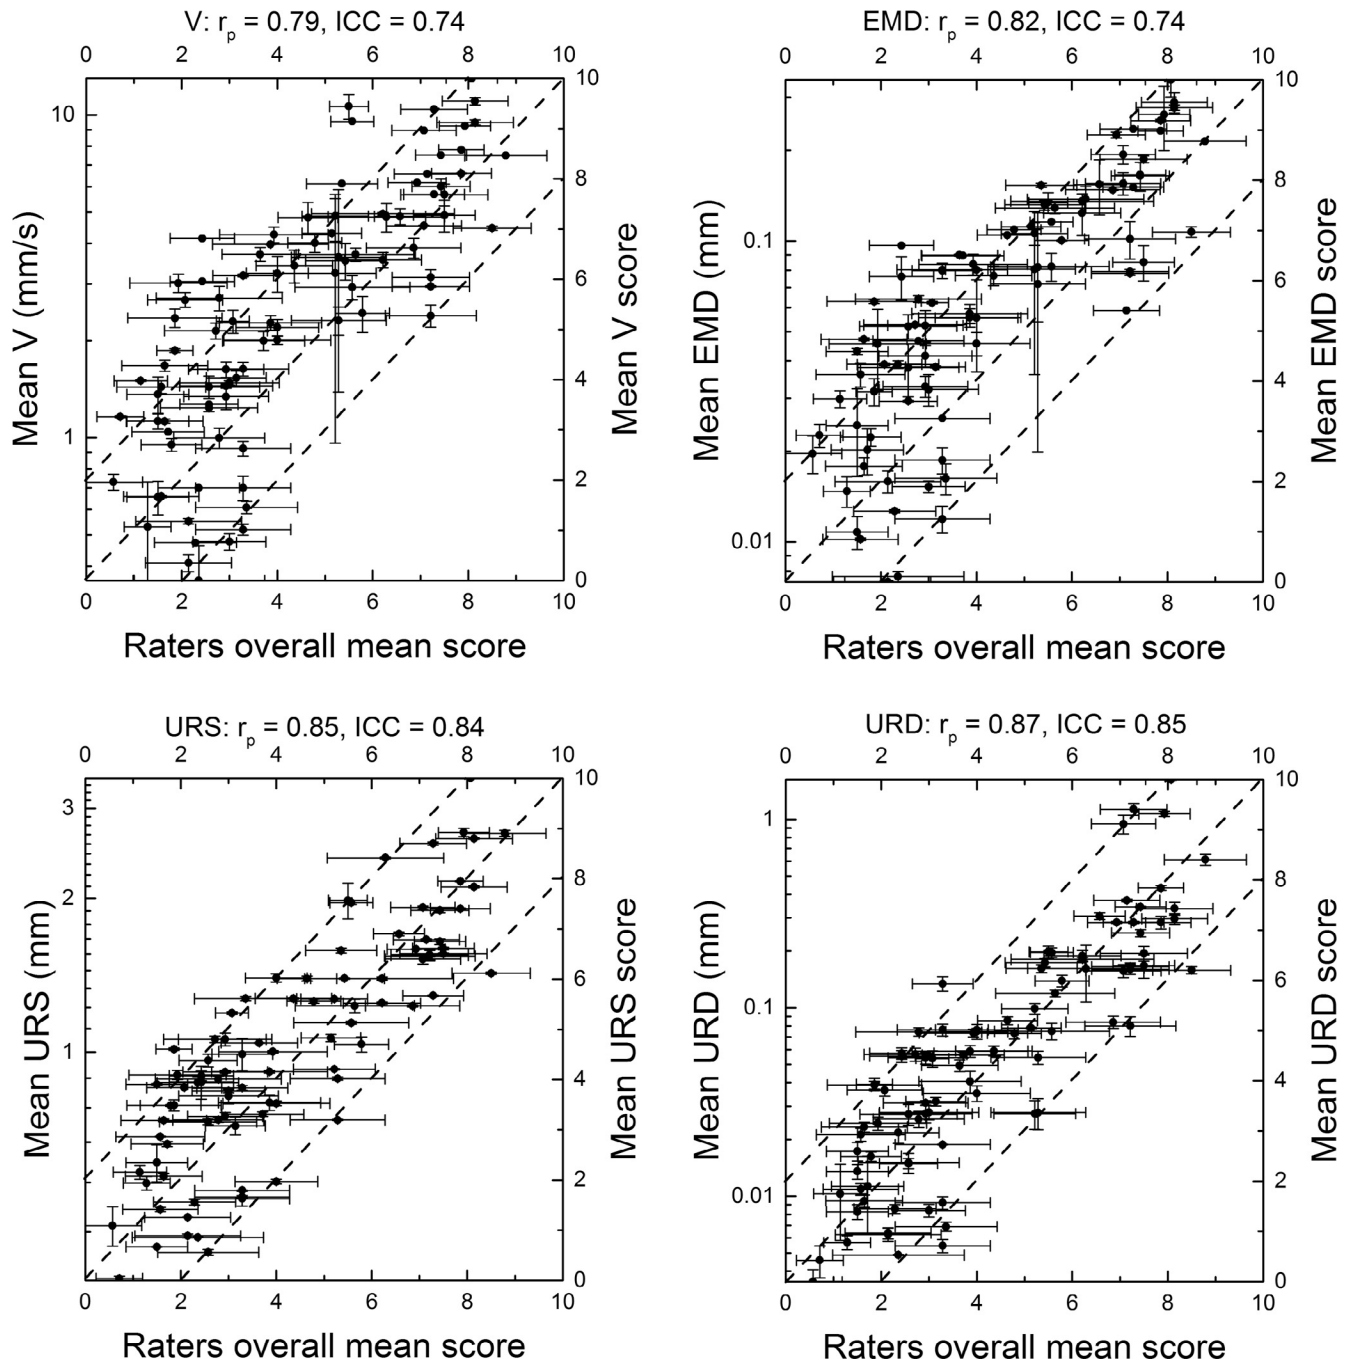 V: rp = 0.79, ICC = 0.74
0 2 4 6 8 10
10
1
Mean V (mm/s)
10
8
6
4
2
0
Mean V score
0 2 4 6 8 10
Raters overall mean score
EMD: rp = 0.82, ICC = 0.74
0 2 4 6 8 10
0.1
0.01
Mean EMD (mm)
10
8
6
4
2
0
Mean EMD score
0 2 4 6 8 10
Raters overall mean score
URS: rp = 0.85, ICC = 0.84
0 2 4 6 8 10
3
2
1
Mean URS (mm)
10
8
6
4
2
0
Mean URS score
0 2 4 6 8 10
Raters overall mean score
URD: rp = 0.87, ICC = 0.85
0 2 4 6 8 10
1
0.1
0.01
Mean URD (mm)
10
8
6
4
2
0
Mean URD score
0 2 4 6 8 10
Raters overall mean score